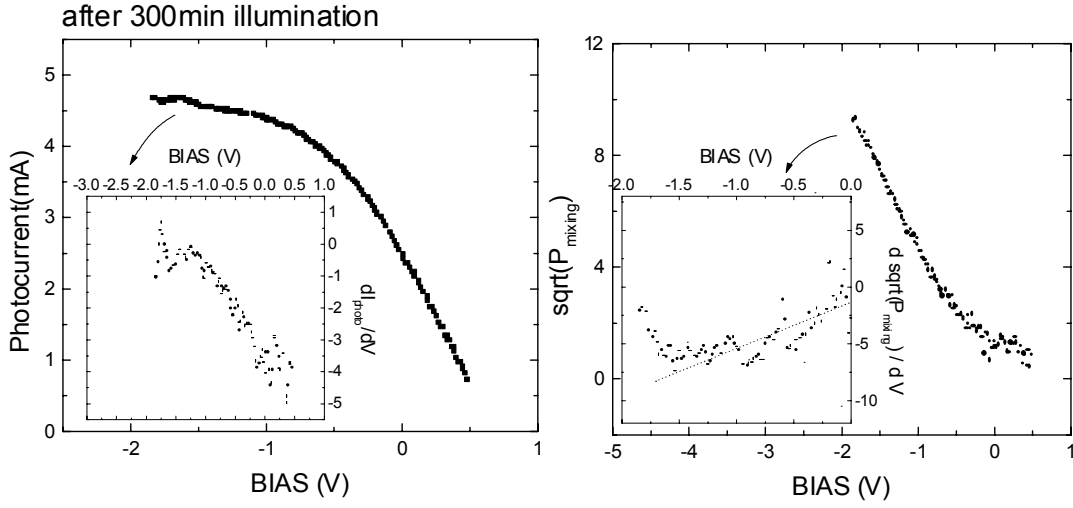 after 300min illumination
5
4
3
2
1
0
-2
-1
0
1
Photocurrent(mA)
BIAS (V)
BIAS (V)
-3.0 -2.5 -2.0 -1.5 -1.0 -0.5 0.0 0.5 1.0
1
0
-1
-2
-3
-4
-5
dI photo / dV
12
8
4
0
-5
-4
-3
-2
-1
0
1
sqrt(P mixing)
BIAS (V)
BIAS (V)
-2.0 -1.5 -1.0 -0.5 0.0
5
0
-5
-10
d sqrt(P mixing) / d V